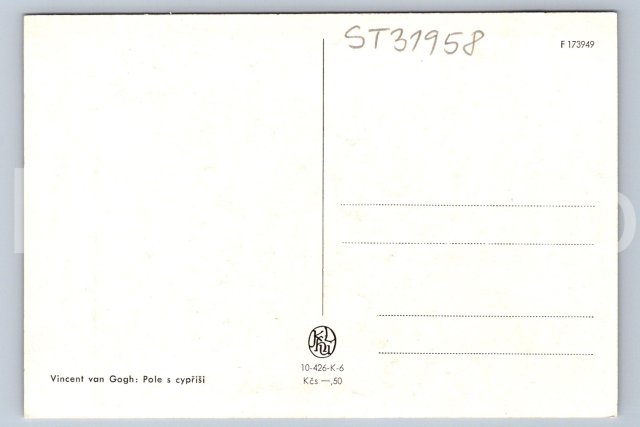 ST31958
F 173949
10-426-K-6
Kčs —,50
Vincent van Gogh: Pole s cypřiši